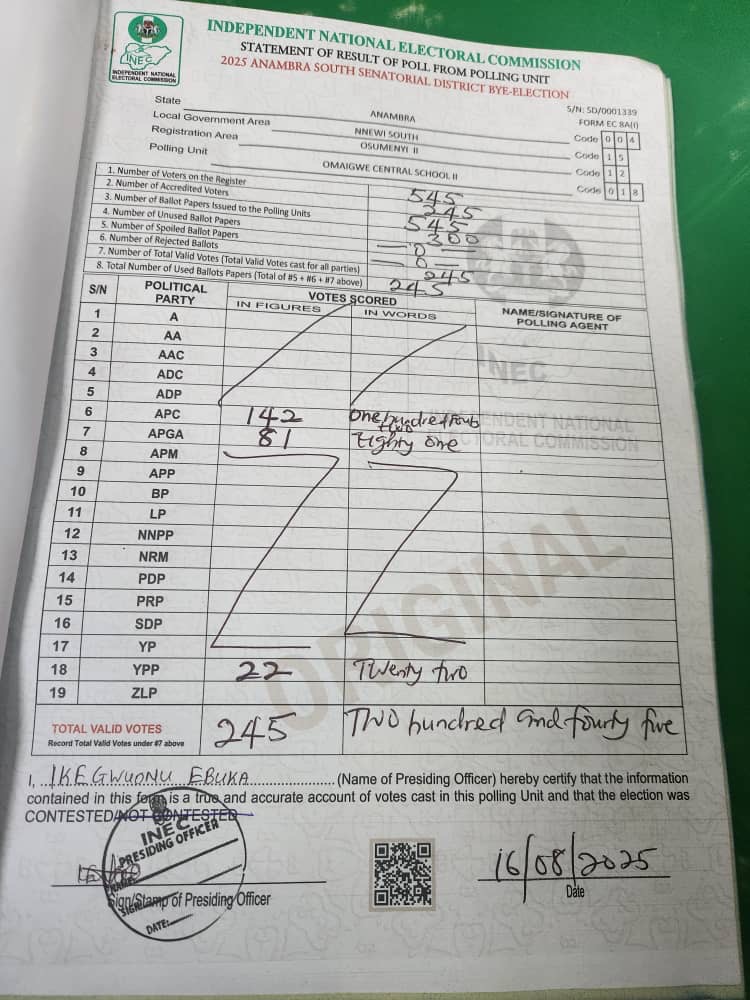 INEC
INDEPENDENT NATIONAL
ELECTORAL COMMISSION
INDEPENDENT NATIONAL ELECTORAL COMMISSION
STATEMENT OF RESULT OF POLL FROM POLLING UNIT
2025 ANAMBRA SOUTH SENATORIAL DISTRICT BYE-ELECTION
S/N: SD/0001339
FORM EC 8A(I)
State ANAMBRA Code 0 0 4
Local Government Area NNEWI SOUTH Code 1 5
Registration Area OSUMENYI II Code 1 2
Polling Unit OMAIGWE CENTRAL SCHOOL II Code 0 1 8
1. Number of Voters on the Register 545
2. Number of Accredited Voters 245
3. Number of Ballot Papers Issued to the Polling Units 545
4. Number of Unused Ballot Papers 300
5. Number of Spoiled Ballot Papers 0
6. Number of Rejected Ballots 0
7. Number of Total Valid Votes (Total Valid Votes cast for all parties) 245
8. Total Number of Used Ballots Papers (Total of #5 + #6 + #7 above) 245
S/N POLITICAL PARTY VOTES SCORED NAME/SIGNATURE OF POLLING AGENT
IN FIGURES IN WORDS
1 A
2 AA
3 AAC
4 ADC
5 ADP
6 APC 142 one hundred fourty two
7 APGA 81 Eighty one
8 APM
9 APP
10 BP
11 LP
12 NNPP
13 NRM
14 PDP
15 PRP
16 SDP
17 YP
18 YPP 22 Twenty two
19 ZLP
INEC
INDEPENDENT NATIONAL
ELECTORAL COMMISSION
ORIGINAL
TOTAL VALID VOTES 245 Two hundred and fourty five
Record Total Valid Votes under #7 above
I, IKEGWUONU EBUKA (Name of Presiding Officer) hereby certify that the information
contained in this form is a true and accurate account of votes cast in this polling Unit and that the election was
CONTESTED/NOT CONTESTED
INEC
PRESIDING OFFICER
NAME:
SIGN:
DATE:
Sign/Stamp of Presiding Officer
16/08/2025
Date